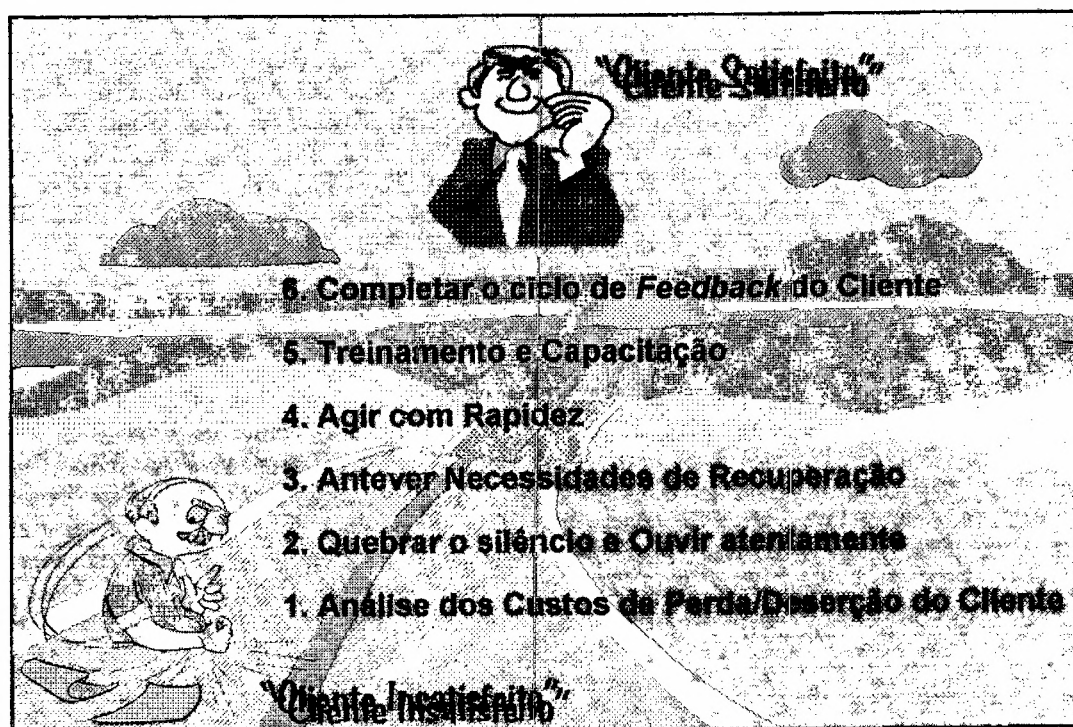 "Cliente Satisfeito"
6. Completar o ciclo de Feedback do Cliente
5. Treinamento e Capacitação
4. Agir com Rapidez
3. Antever Necessidades de Recuperação
2. Quebrar o silêncio e Ouvir atentamente
1. Análise dos Custos de Perda/Deserção do Cliente
"Cliente Insatisfeito"